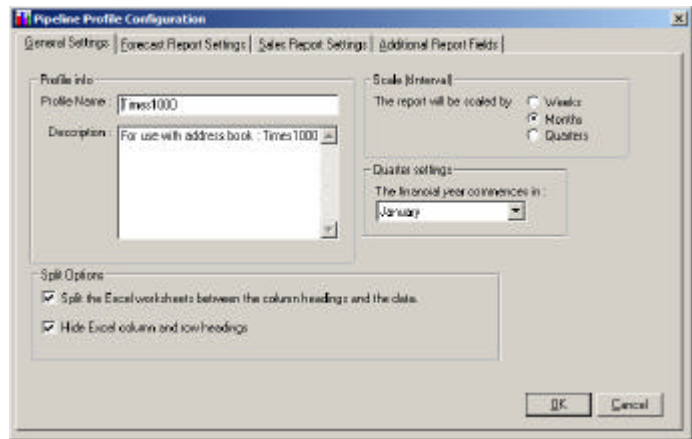 Pipeline Profile Configuration
General Settings Forecast Report Settings Sales Report Settings Additional Report Fields
Profile info
Profile Name : Times1000
Description : For use with address book : Times1000
Scale (Interval)
The report will be scaled by
Weeks
Months
Quarters
Quarter settings
The financial year commences in :
January
Split Options
Split the Excel worksheets between the column headings and the data.
Hide Excel column and row headings
OK Cancel